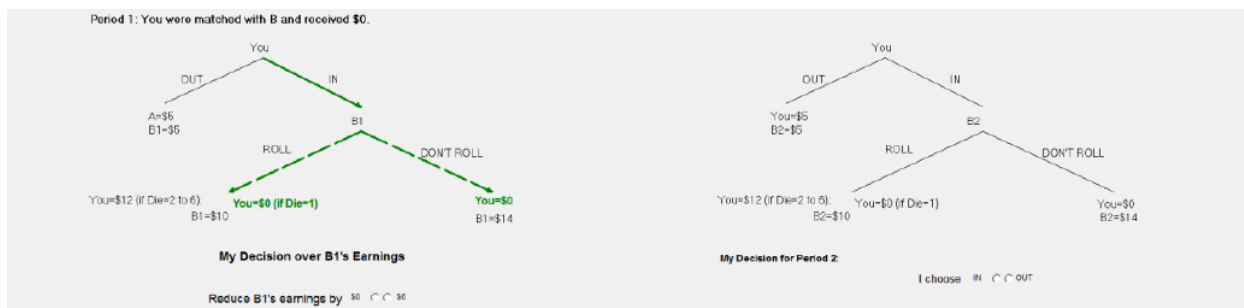 Period 1: You were matched with B and received $0.
You
OUT
IN
A=$5
B1=$5
B1
ROLL
DON'T ROLL
You=$12 (if Die=2 to 6):
You=$0 (if Die=1)
B1=$10
You=$0
B1=$14
My Decision over B1's Earnings
Reduce B1's earnings by $0 $6
You
OUT
IN
You=$5
B2=$5
B2
ROLL
DON'T ROLL
You=$12 (if Die=2 to 6):
You=$0 (if Die=1)
B2=$10
You=$0
B2=$14
My Decision for Period 2:
I choose IN OUT